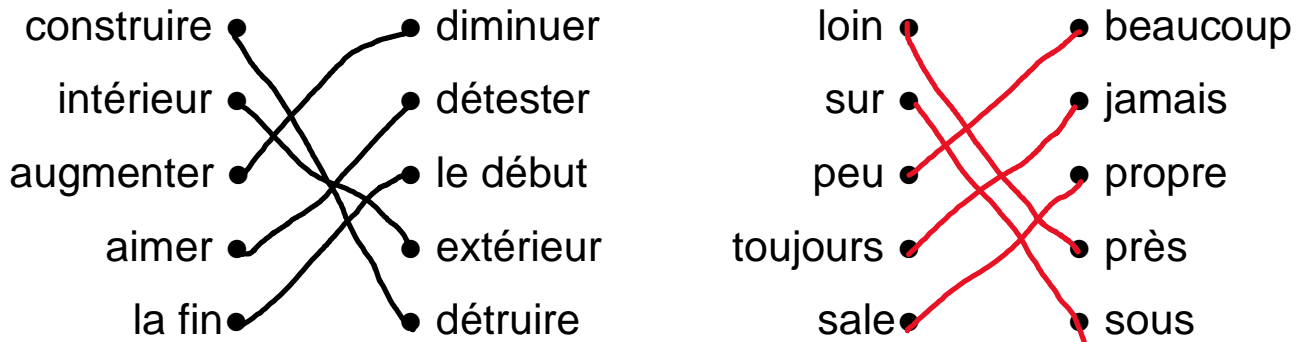 construire diminuer loin beaucoup
intérieur détester sur jamais
augmenter le début peu propre
aimer extérieur toujours près
la fin détruire sale sous